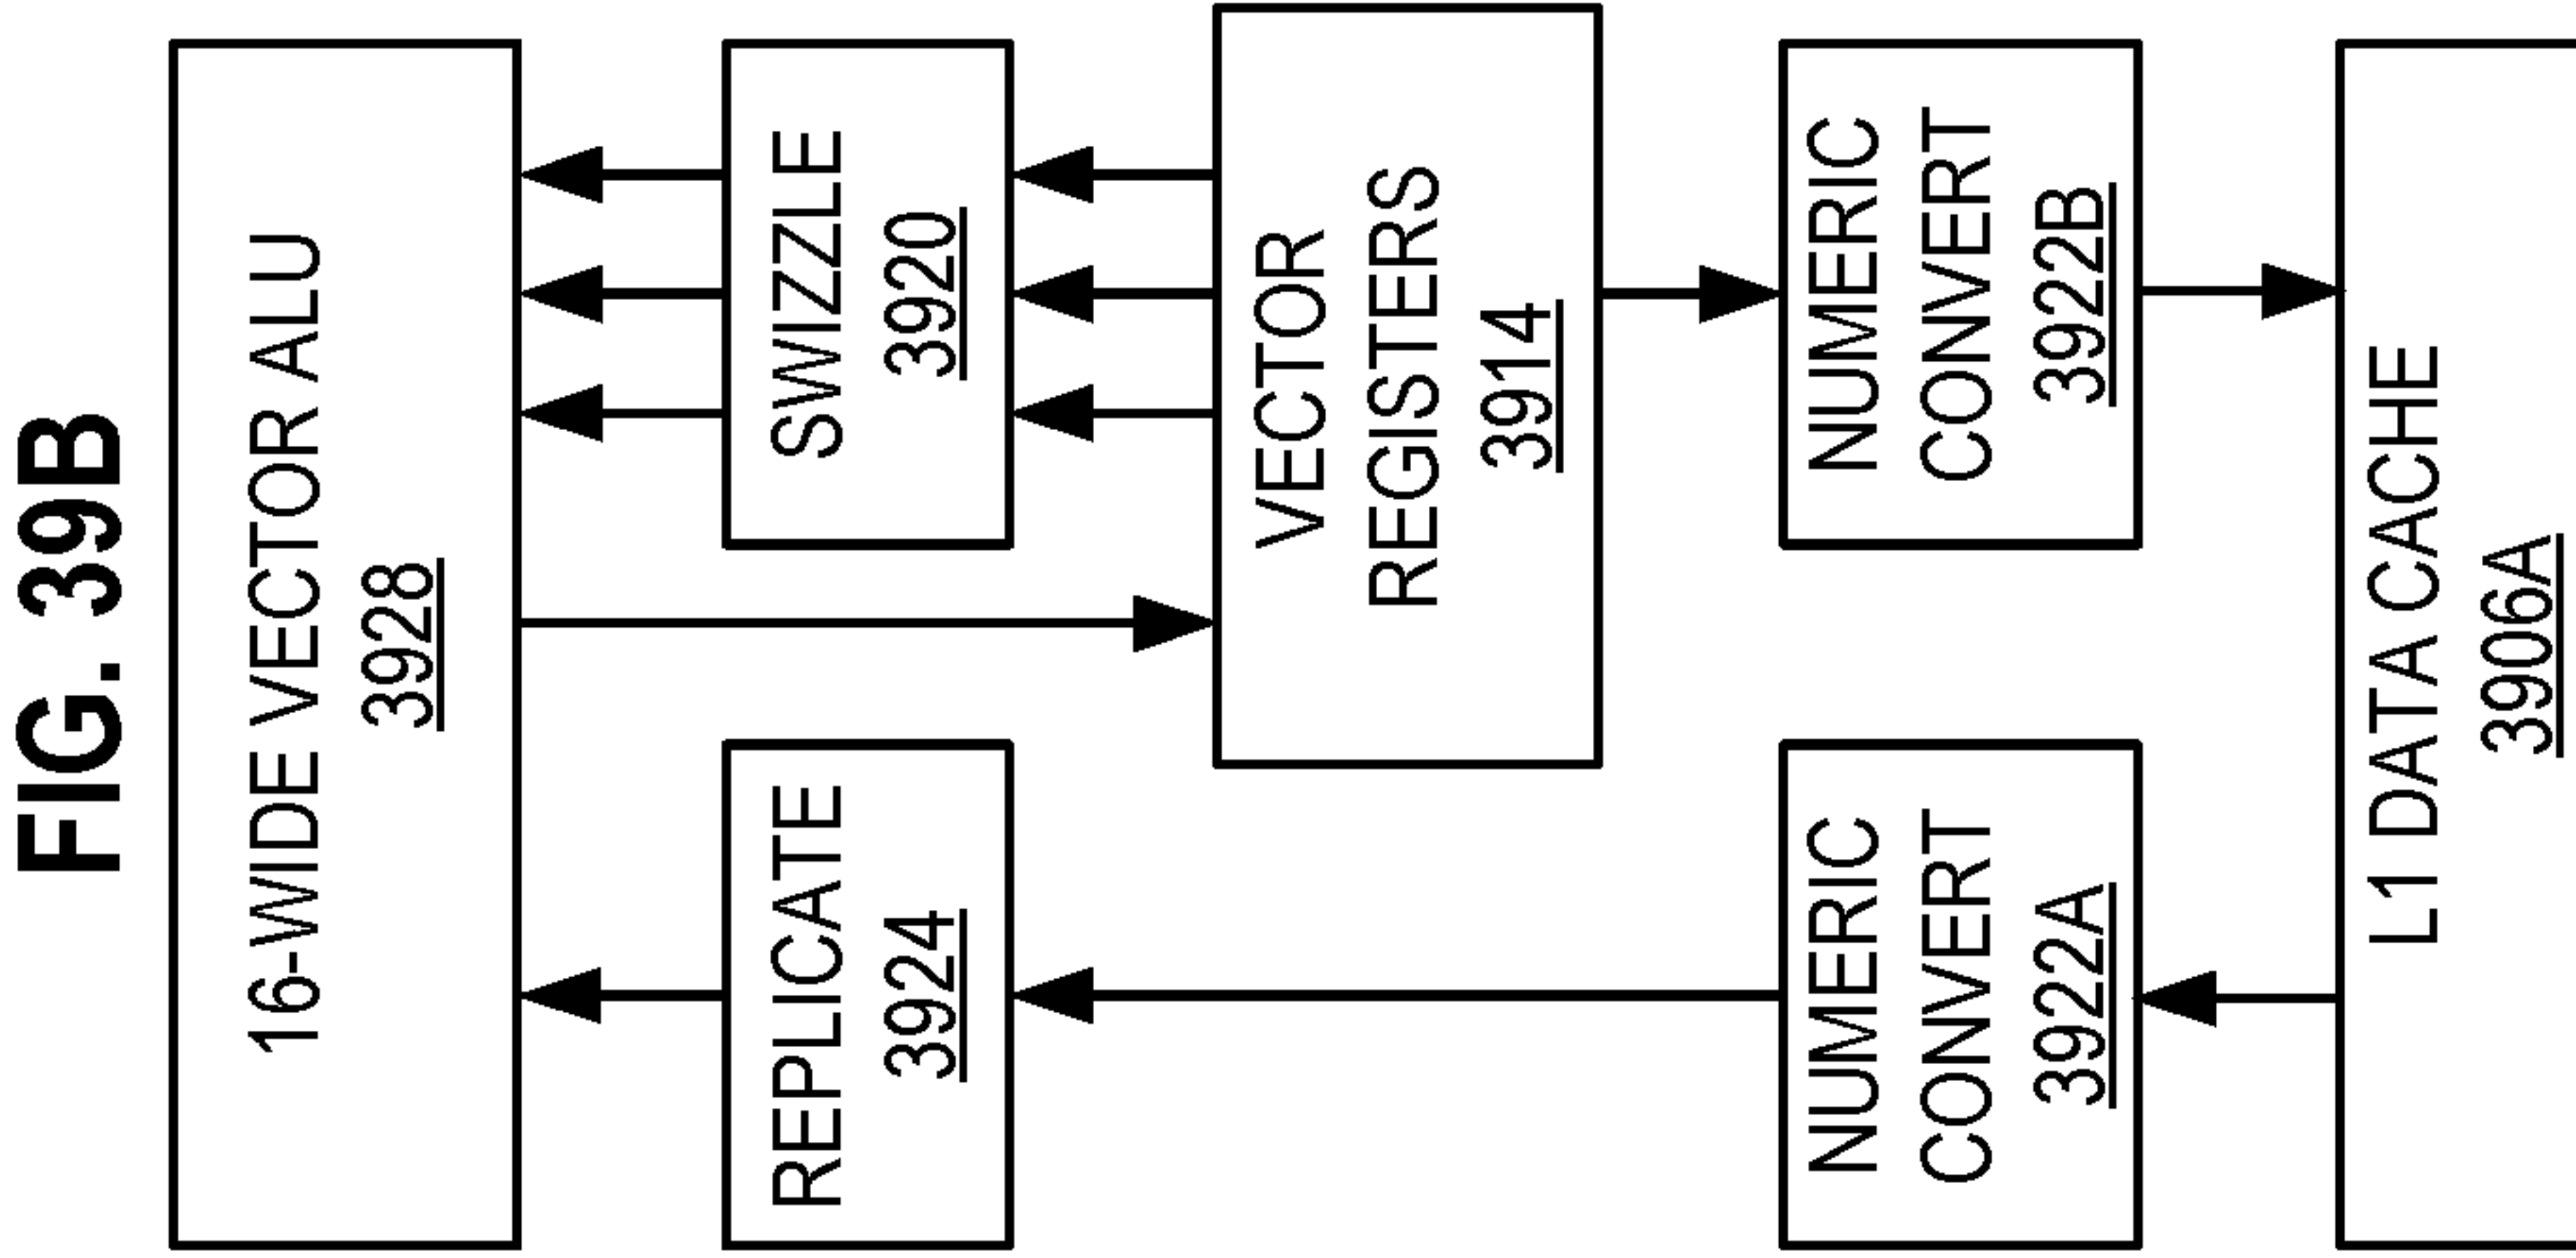 FIG. 39B
16-WIDE VECTOR ALU
3928
REPLICATE
3924
SWIZZLE
3920
VECTOR
REGISTERS
3914
NUMERIC
CONVERT
3922A
NUMERIC
CONVERT
3922B
L1 DATA CACHE
3906A